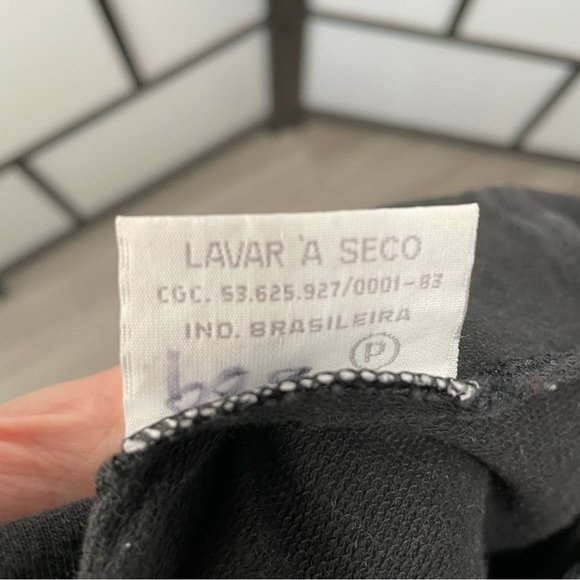 LAVAR À SECO
CGC. 53.625.927/0001-83
IND. BRASILEIRA
P